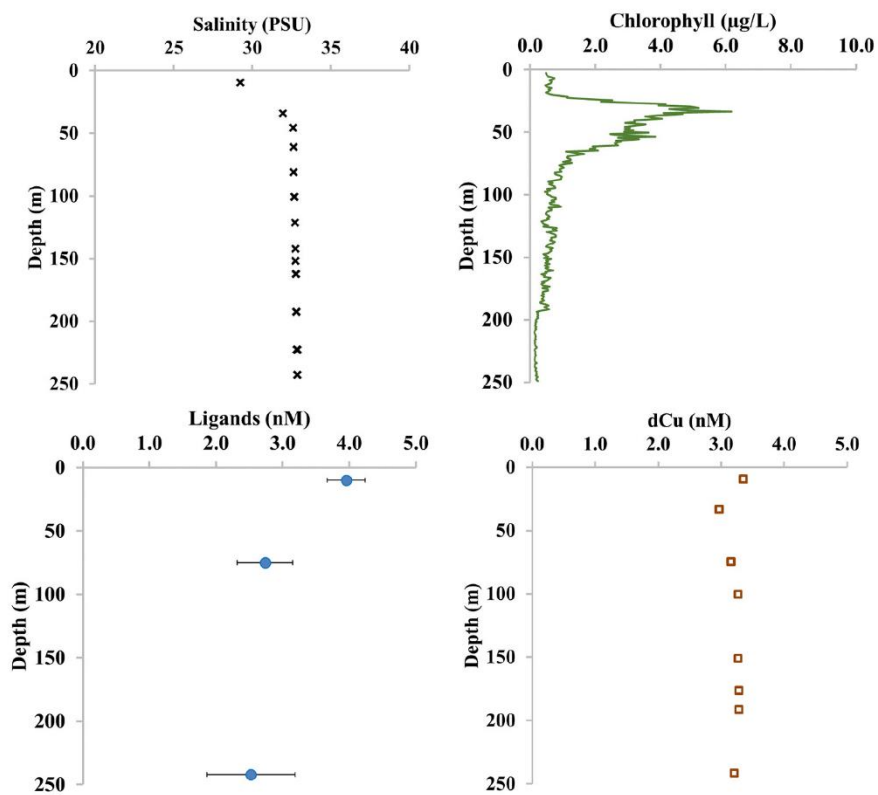 Salinity (PSU)
20 25 30 35 40
0
50
100
150
200
250
Depth (m)
Chlorophyll (µg/L)
0.0 2.0 4.0 6.0 8.0 10.0
0
50
100
150
200
250
Depth (m)
Ligands (nM)
0.0 1.0 2.0 3.0 4.0 5.0
0
50
100
150
200
250
Depth (m)
dCu (nM)
0.0 1.0 2.0 3.0 4.0 5.0
0
50
100
150
200
250
Depth (m)